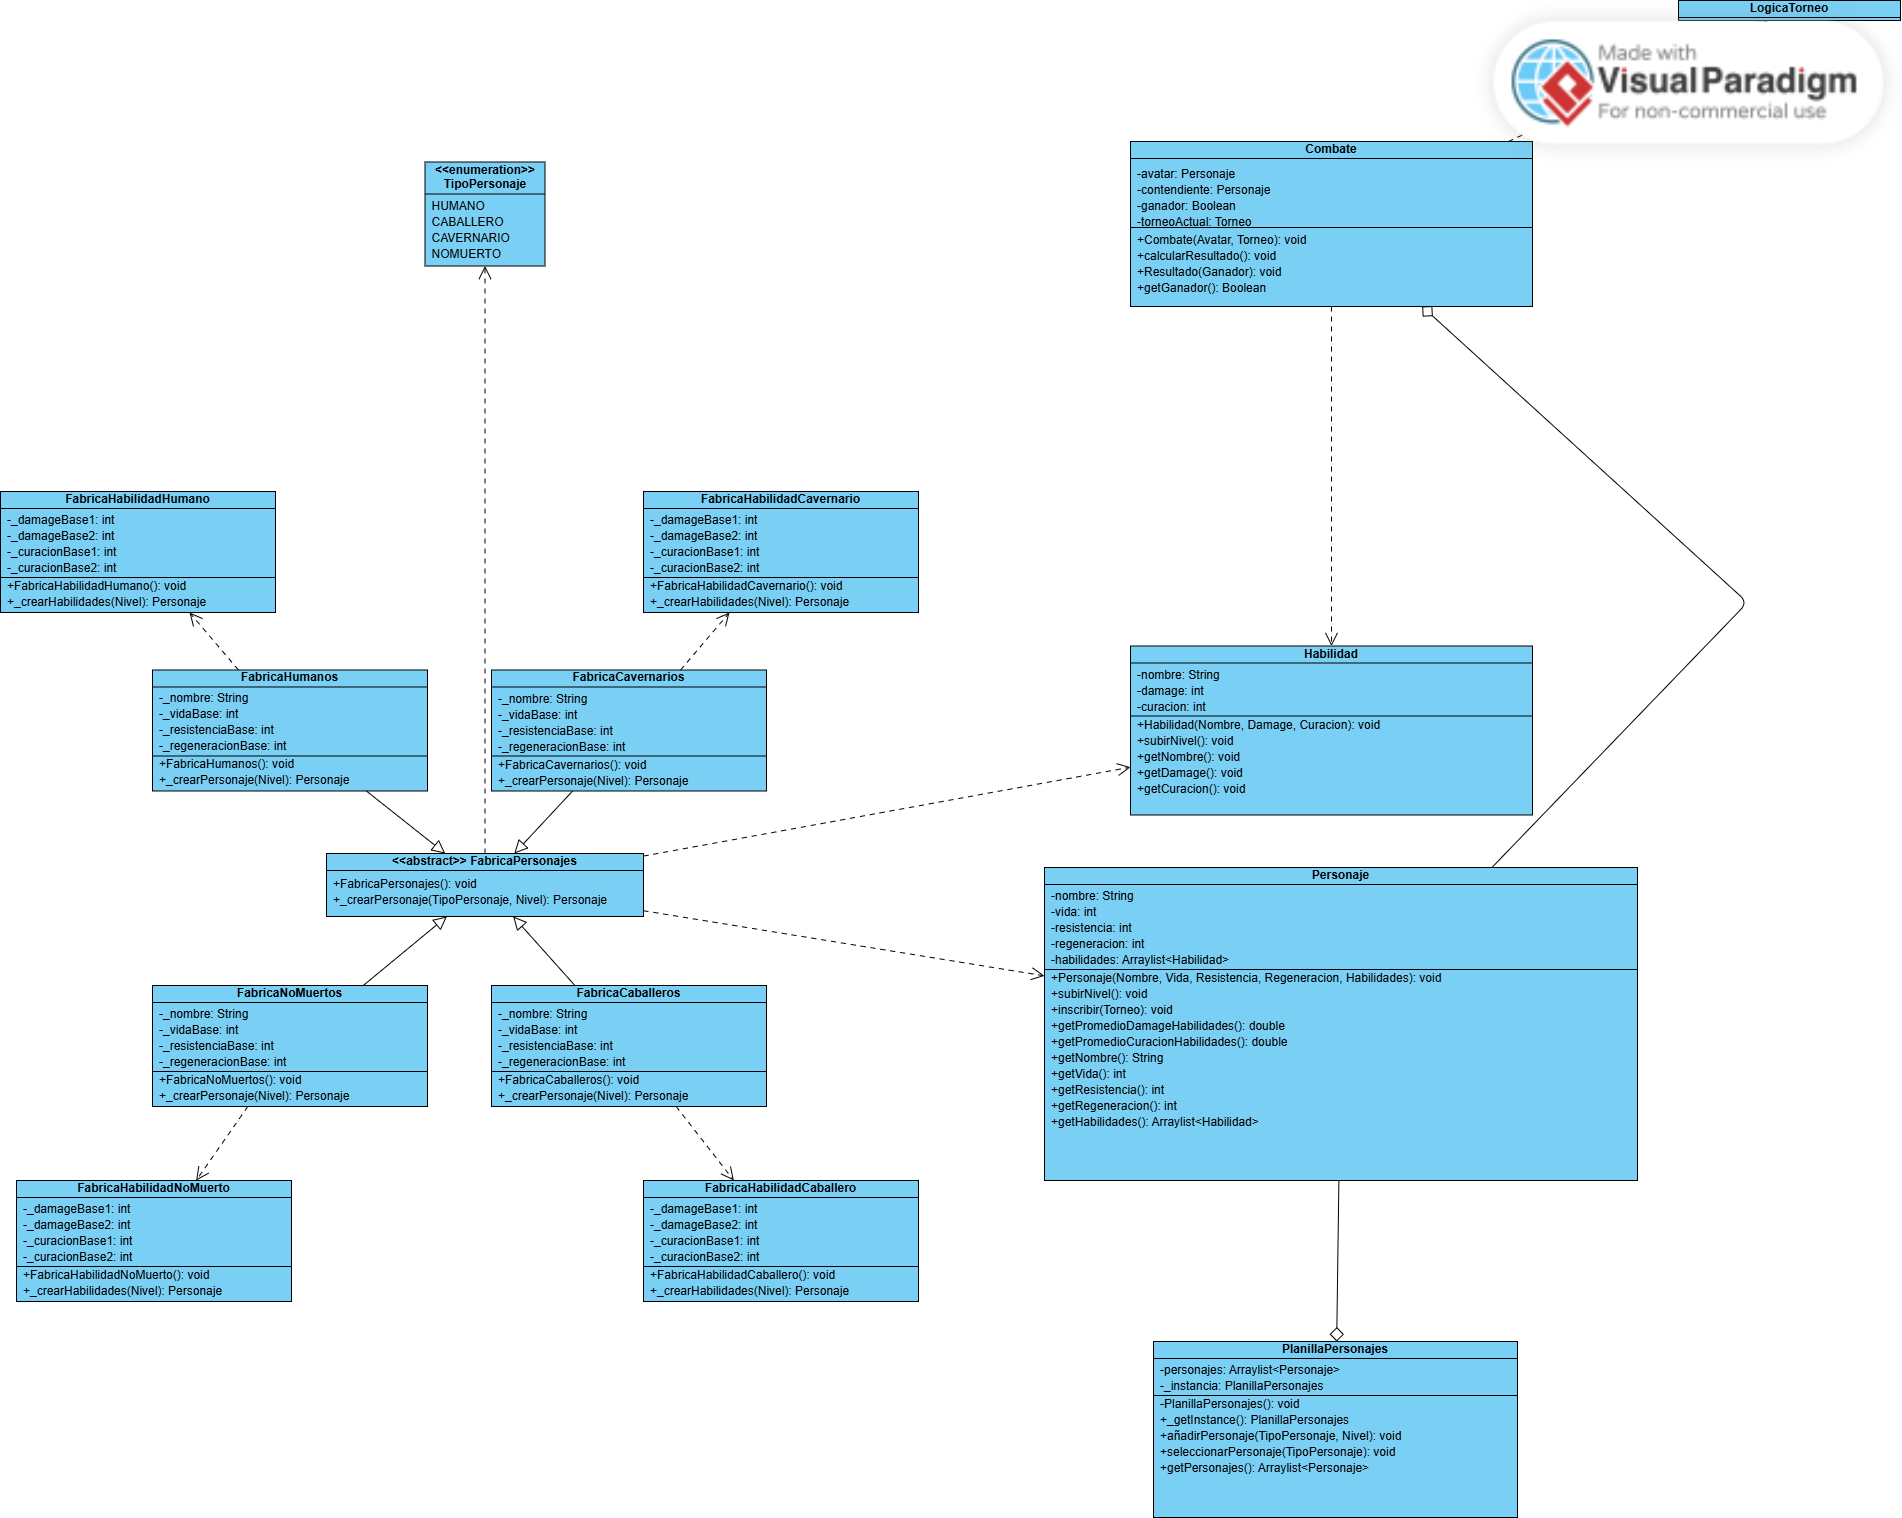 LogicaTorneo
Made with
Visual Paradigm
For non-commercial use
Combate
-avatar: Personaje
-contendiente: Personaje
-ganador: Boolean
-torneoActual: Torneo
+Combate(Avatar, Torneo): void
+calcularResultado(): void
+Resultado(Ganador): void
+getGanador(): Boolean
<<enumeration>>
TipoPersonaje
HUMANO
CABALLERO
CAVERNARIO
NOMUERTO
FabricaHabilidadHumano
-_damageBase1: int
-_damageBase2: int
-_curacionBase1: int
-_curacionBase2: int
+FabricaHabilidadHumano(): void
+_crearHabilidades(Nivel): Personaje
FabricaHabilidadCavernario
-_damageBase1: int
-_damageBase2: int
-_curacionBase1: int
-_curacionBase2: int
+FabricaHabilidadCavernario(): void
+_crearHabilidades(Nivel): Personaje
FabricaHumanos
-_nombre: String
-_vidaBase: int
-_resistenciaBase: int
-_regeneracionBase: int
+FabricaHumanos(): void
+_crearPersonaje(Nivel): Personaje
FabricaCavernarios
-_nombre: String
-_vidaBase: int
-_resistenciaBase: int
-_regeneracionBase: int
+FabricaCavernarios(): void
+_crearPersonaje(Nivel): Personaje
Habilidad
-nombre: String
-damage: int
-curacion: int
+Habilidad(Nombre, Damage, Curacion): void
+subirNivel(): void
+getNombre(): void
+getDamage(): void
+getCuracion(): void
<<abstract>> FabricaPersonajes
+FabricaPersonajes(): void
+_crearPersonaje(TipoPersonaje, Nivel): Personaje
Personaje
-nombre: String
-vida: int
-resistencia: int
-regeneracion: int
-habilidades: Arraylist<Habilidad>
+Personaje(Nombre, Vida, Resistencia, Regeneracion, Habilidades): void
+subirNivel(): void
+inscribir(Torneo): void
+getPromedioDamageHabilidades(): double
+getPromedioCuracionHabilidades(): double
+getNombre(): String
+getVida(): int
+getResistencia(): int
+getRegeneracion(): int
+getHabilidades(): Arraylist<Habilidad>
FabricaNoMuertos
-_nombre: String
-_vidaBase: int
-_resistenciaBase: int
-_regeneracionBase: int
+FabricaNoMuertos(): void
+_crearPersonaje(Nivel): Personaje
FabricaCaballeros
-_nombre: String
-_vidaBase: int
-_resistenciaBase: int
-_regeneracionBase: int
+FabricaCaballeros(): void
+_crearPersonaje(Nivel): Personaje
FabricaHabilidadNoMuerto
-_damageBase1: int
-_damageBase2: int
-_curacionBase1: int
-_curacionBase2: int
+FabricaHabilidadNoMuerto(): void
+_crearHabilidades(Nivel): Personaje
FabricaHabilidadCaballero
-_damageBase1: int
-_damageBase2: int
-_curacionBase1: int
-_curacionBase2: int
+FabricaHabilidadCaballero(): void
+_crearHabilidades(Nivel): Personaje
PlanillaPersonajes
-personajes: Arraylist<Personaje>
-_instancia: PlanillaPersonajes
-PlanillaPersonajes(): void
+_getInstance(): PlanillaPersonajes
+añadirPersonaje(TipoPersonaje, Nivel): void
+seleccionarPersonaje(TipoPersonaje): void
+getPersonajes(): Arraylist<Personaje>